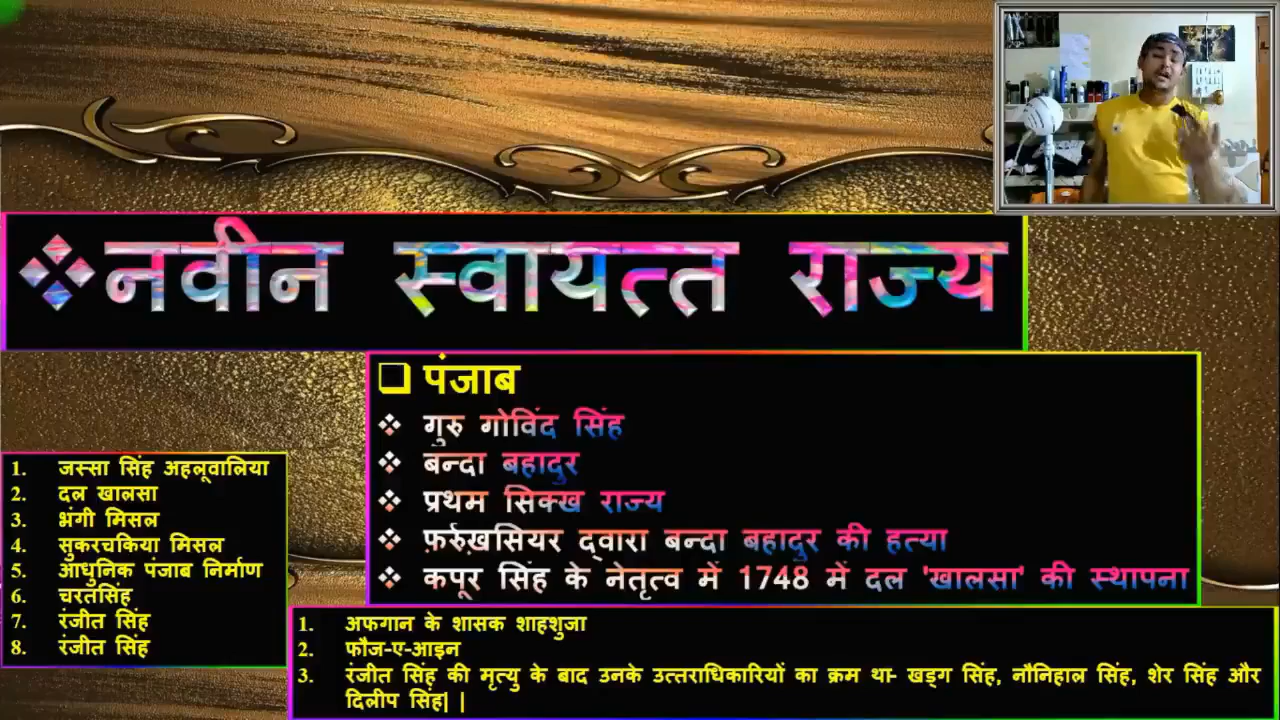 ❖नवीन स्वायत्त राज्य
❑ पंजाब
❖ गुरु गोविंद सिंह
❖ बन्दा बहादुर
❖ प्रथम सिक्ख राज्य
❖ फ़र्रुख़सियर द्वारा बन्दा बहादुर की हत्या
❖ कपूर सिंह के नेतृत्व में 1748 में दल 'खालसा' की स्थापना
1. जस्सा सिंह अहलूवालिया
2. दल खालसा
3. भंगी मिसल
4. सुकरचकिया मिसल
5. आधुनिक पंजाब निर्माण
6. चरतसिंह
7. रंजीत सिंह
8. रंजीत सिंह
1. अफगान के शासक शाहशुजा
2. फौज-ए-आइन
3. रंजीत सिंह की मृत्यु के बाद उनके उत्तराधिकारियों का क्रम था- खड्ग सिंह, नौनिहाल सिंह, शेर सिंह और
दिलीप सिंह| |